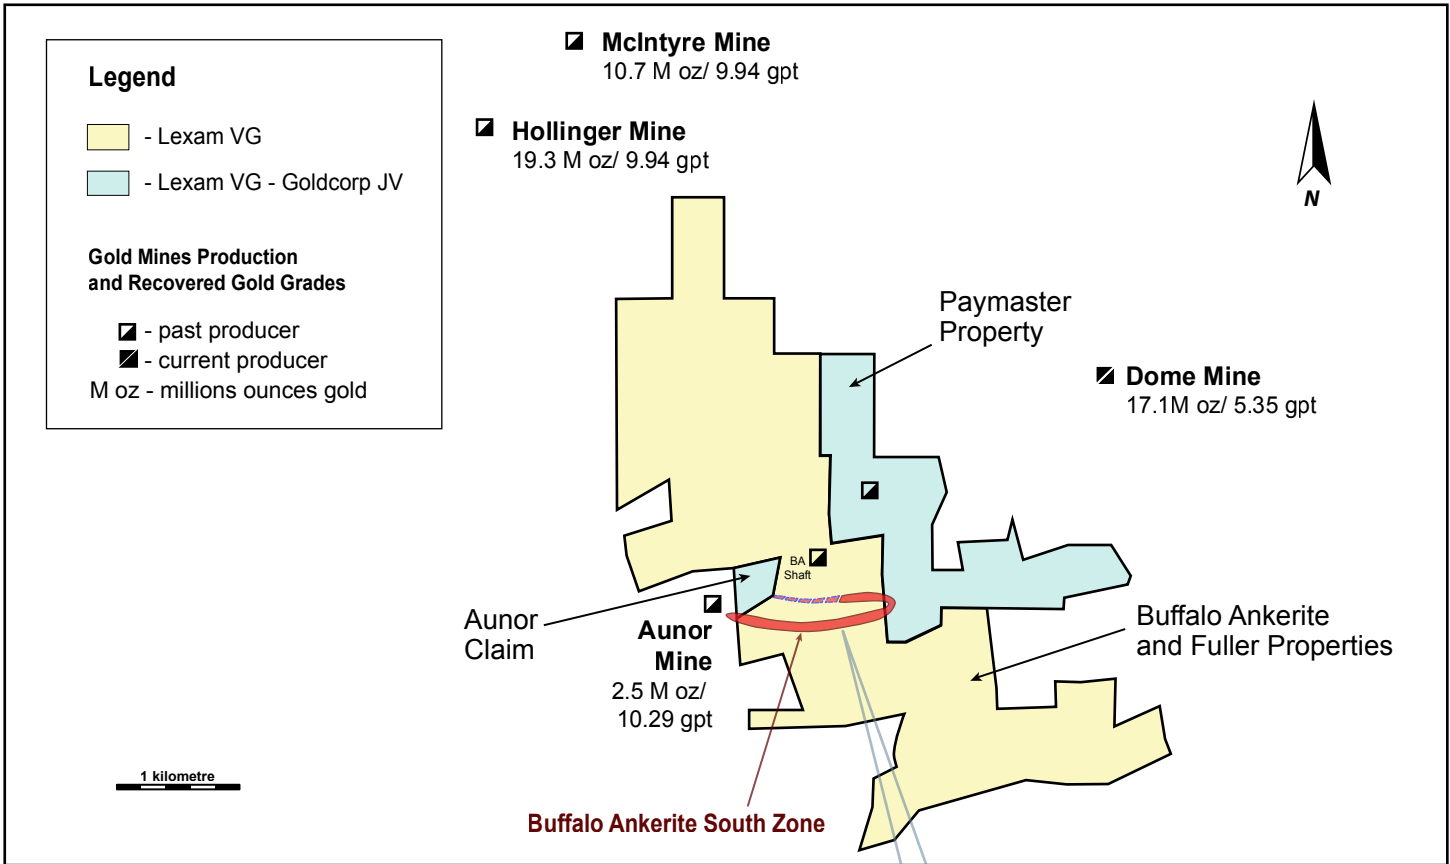 Legend
- Lexam VG
- Lexam VG - Goldcorp JV
Gold Mines Production
and Recovered Gold Grades
- past producer
- current producer
M oz - millions ounces gold
McIntyre Mine
10.7 M oz/ 9.94 gpt
Hollinger Mine
19.3 M oz/ 9.94 gpt
N
Paymaster
Property
Dome Mine
17.1M oz/ 5.35 gpt
BA
Shaft
Aunor
Claim
Aunor
Mine
2.5 M oz/
10.29 gpt
Buffalo Ankerite
and Fuller Properties
1 kilometre
Buffalo Ankerite South Zone